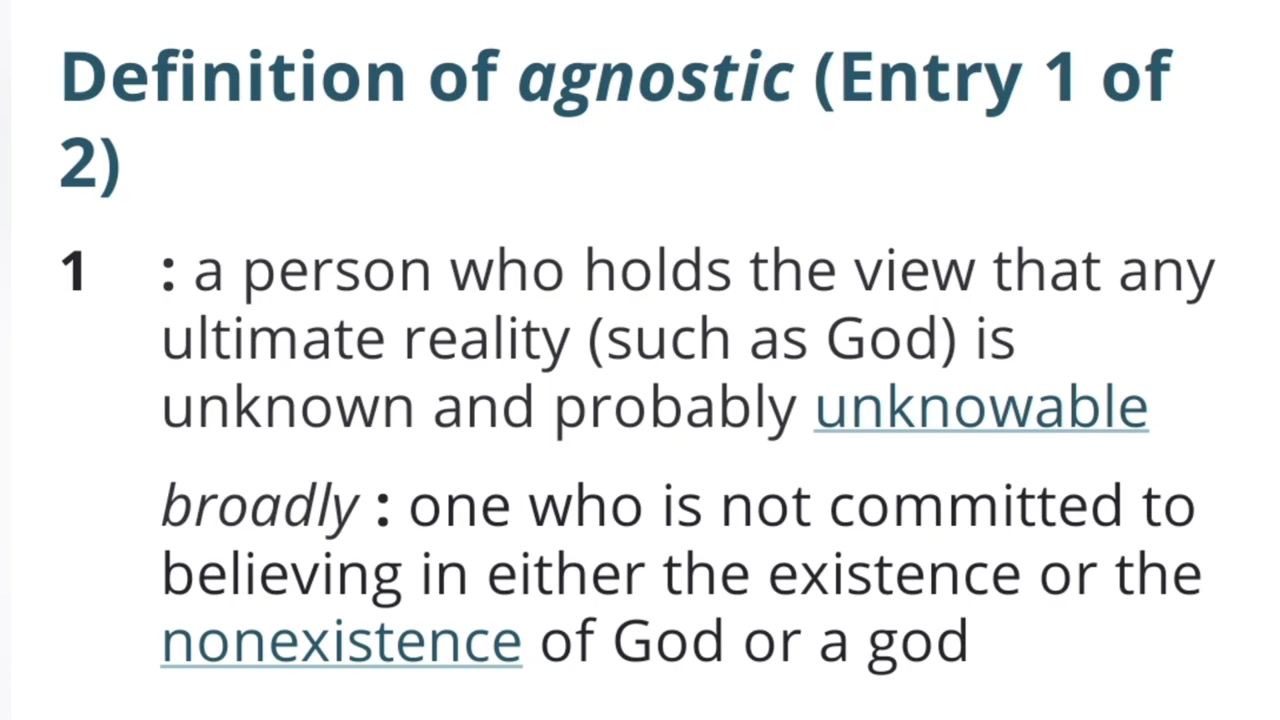 Definition of agnostic (Entry 1 of
2)
1 : a person who holds the view that any
ultimate reality (such as God) is
unknown and probably unknowable
broadly : one who is not committed to
believing in either the existence or the
nonexistence of God or a god